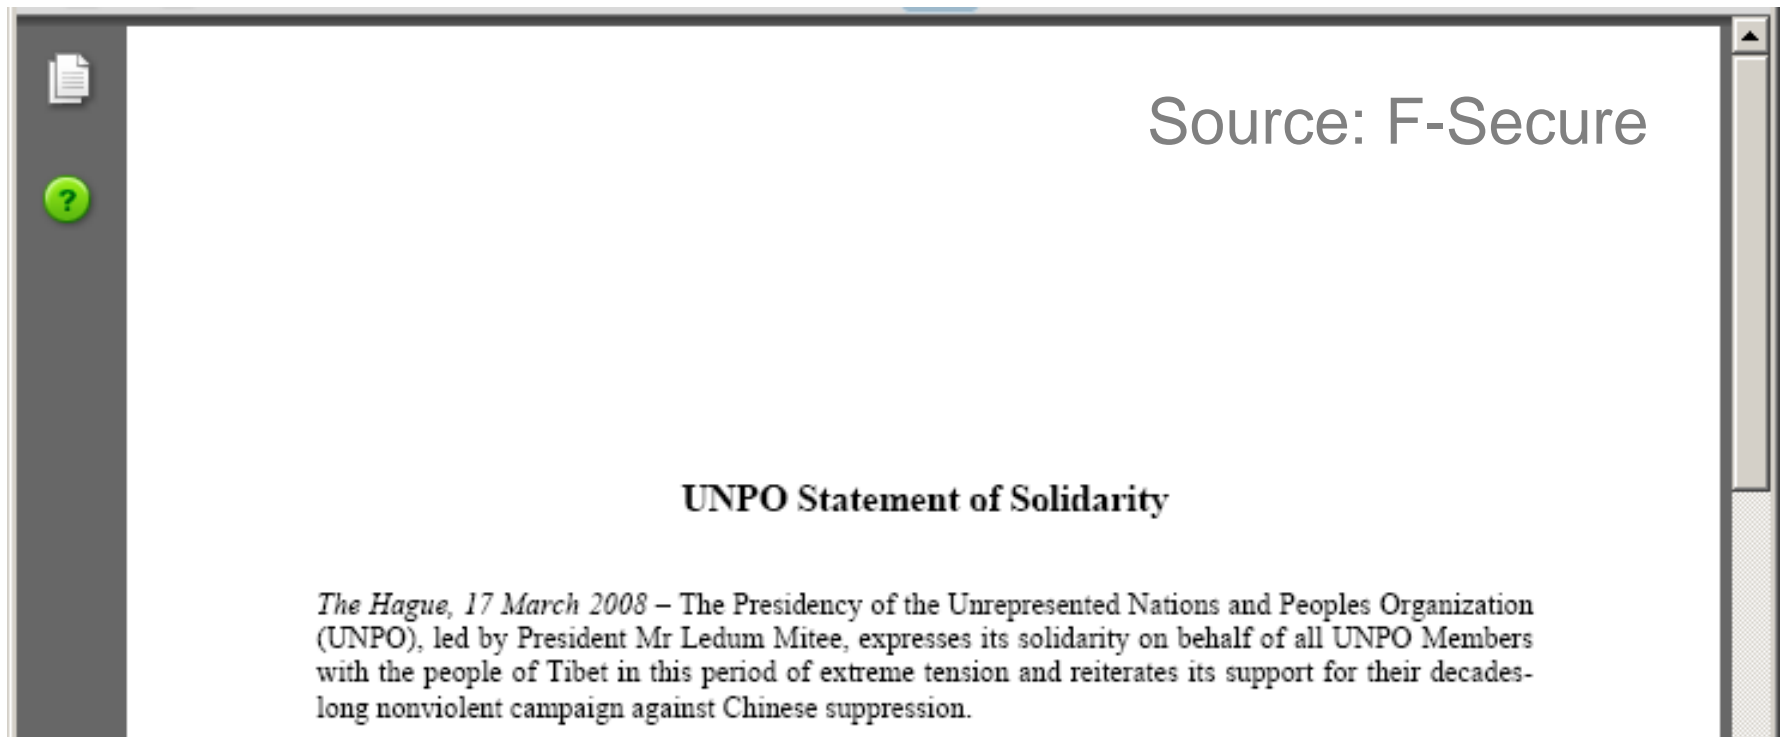 Source: F-Secure
?
UNPO Statement of Solidarity
The Hague, 17 March 2008 – The Presidency of the Unrepresented Nations and Peoples Organization
(UNPO), led by President Mr Ledum Mitee, expresses its solidarity on behalf of all UNPO Members
with the people of Tibet in this period of extreme tension and reiterates its support for their decades-
long nonviolent campaign against Chinese suppression.